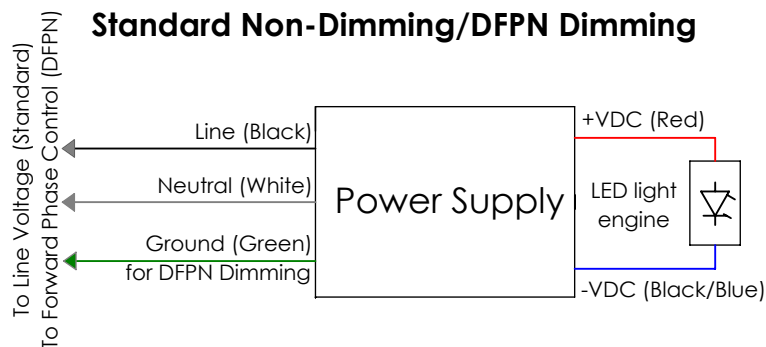 Standard Non-Dimming/DFPN Dimming
To Line Voltage (Standard)
To Forward Phase Control (DFPN)
Line (Black)
Neutral (White)
Ground (Green)
for DFPN Dimming
Power Supply
+VDC (Red)
LED light
engine
-VDC (Black/Blue)